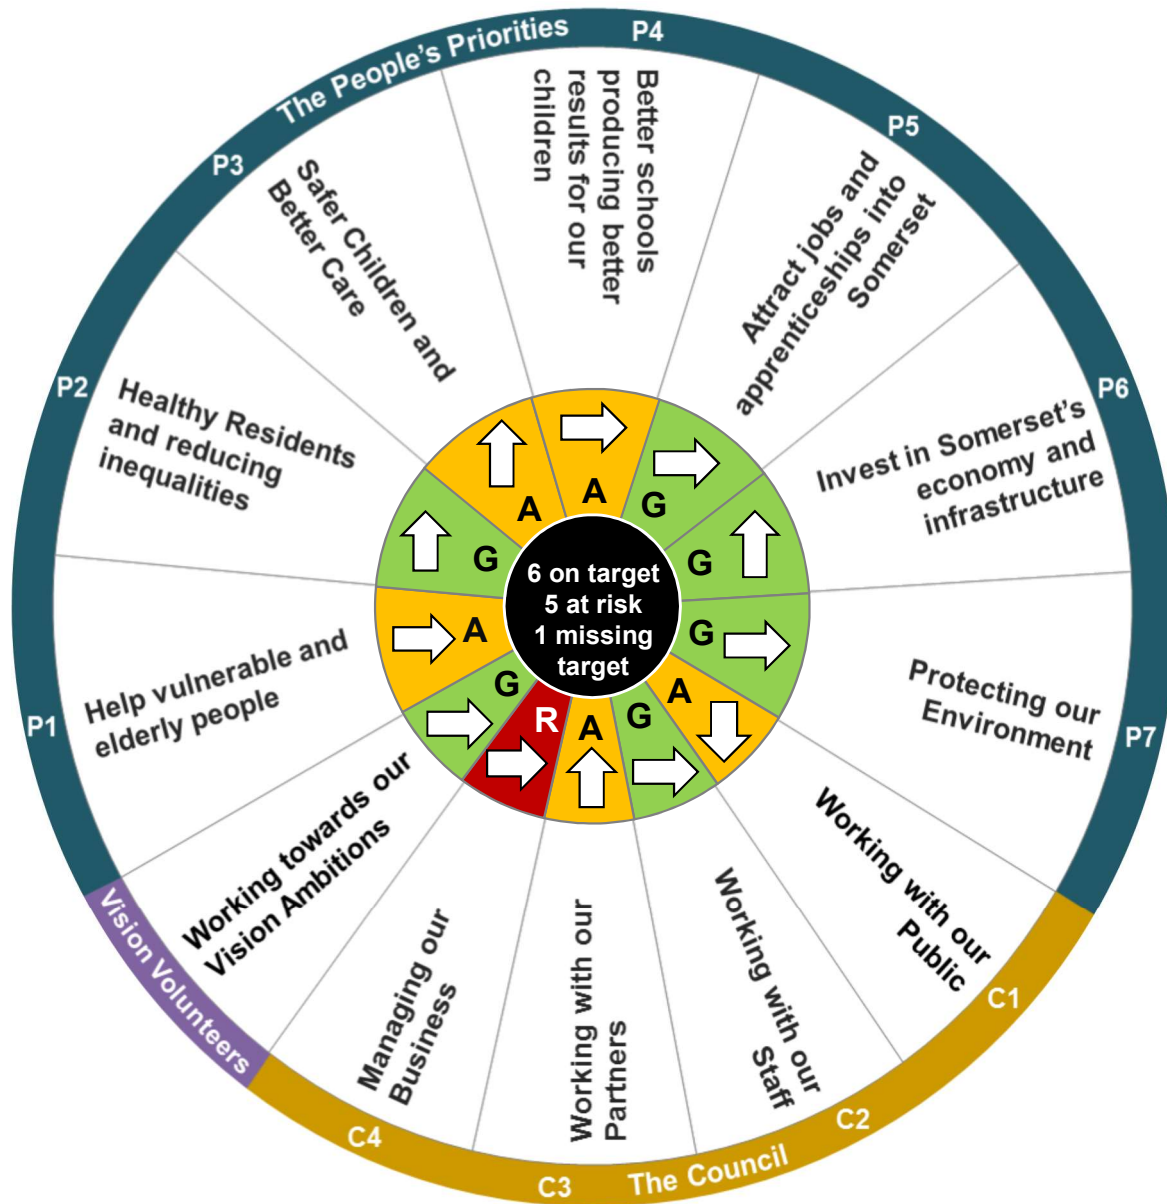 The People's Priorities
P1
Help vulnerable and
elderly people
A
P2
Healthy Residents
and reducing
inequalities
G
P3
Safer Children and
Better Care
A
P4
Better schools
producing better
results for our
children
A
P5
Attract jobs and
apprenticeships into
Somerset
G
P6
Invest in Somerset's
economy and
infrastructure
G
P7
Protecting our
Environment
G
The Council
C1
Working with our
Public
A
C2
Working with our
Staff
G
C3
Working with our
Partners
A
C4
Managing our
Business
R
Vision Volunteers
Working towards our
Vision Ambitions
G
6 on target
5 at risk
1 missing
target